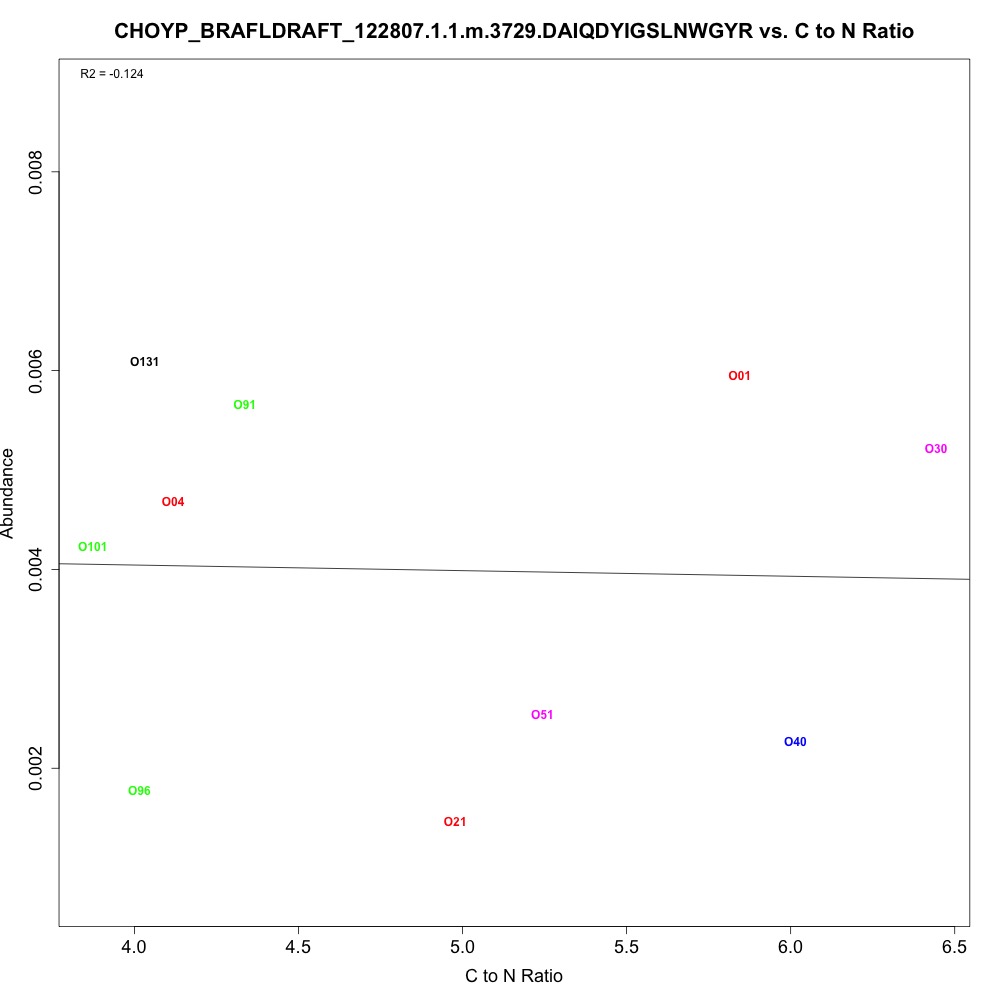 CHOYP_BRAFLDRAFT_122807.1.1.m.3729.DAIQDYIGSLNWGYR vs. C to N Ratio
R2 = -0.124
0.008
0.006
0.004
0.002
Abundance
O131
O01
O91
O30
O04
O101
O51
O40
O96
O21
4.0 4.5 5.0 5.5 6.0 6.5
C to N Ratio